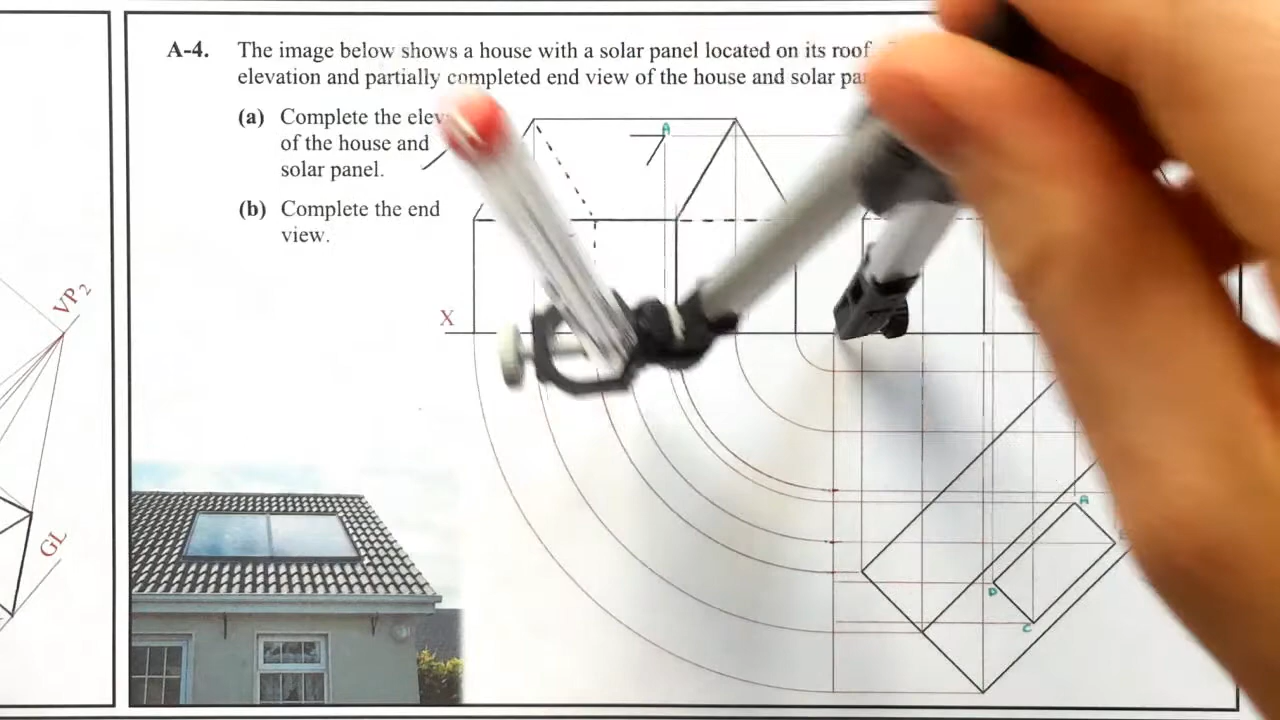 A-4. The image below shows a house with a solar panel located on its roof
elevation and partially completed end view of the house and solar
(a) Complete the
of the house and
solar panel.
(b) Complete the end
view.
X
A
VP2
GL
A
D
C